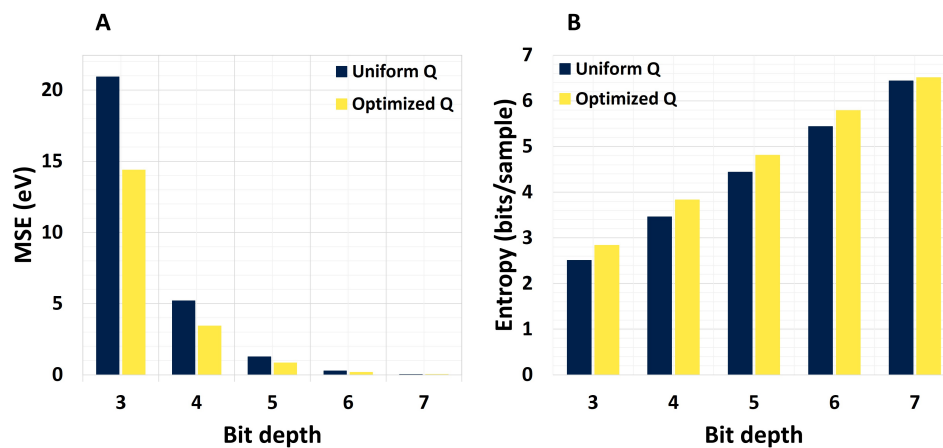 A
MSE (eV)
20
15
10
5
0
Uniform Q
Optimized Q
3 4 5 6 7
Bit depth
B
Entropy (bits/sample)
7
6
5
4
3
2
1
0
Uniform Q
Optimized Q
3 4 5 6 7
Bit depth